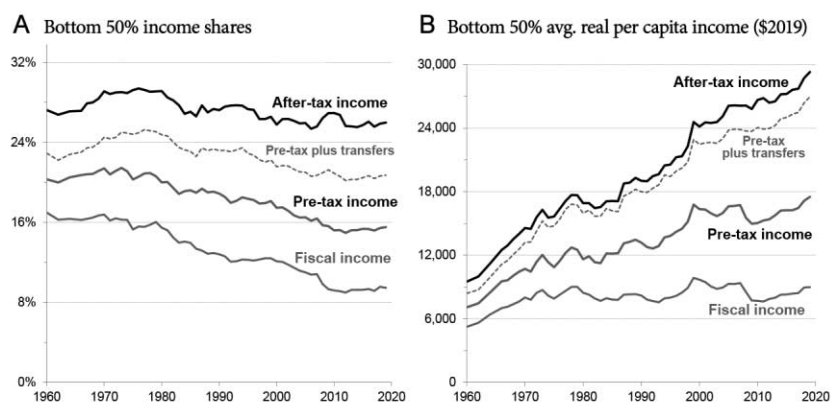 A Bottom 50% income shares
32%
24%
16%
8%
0%
After-tax income
Pre-tax plus transfers
Pre-tax income
Fiscal income
1960 1970 1980 1990 2000 2010 2020
B Bottom 50% avg. real per capita income ($2019)
30,000
24,000
18,000
12,000
6,000
0
After-tax income
Pre-tax
plus transfers
Pre-tax income
Fiscal income
1960 1970 1980 1990 2000 2010 2020